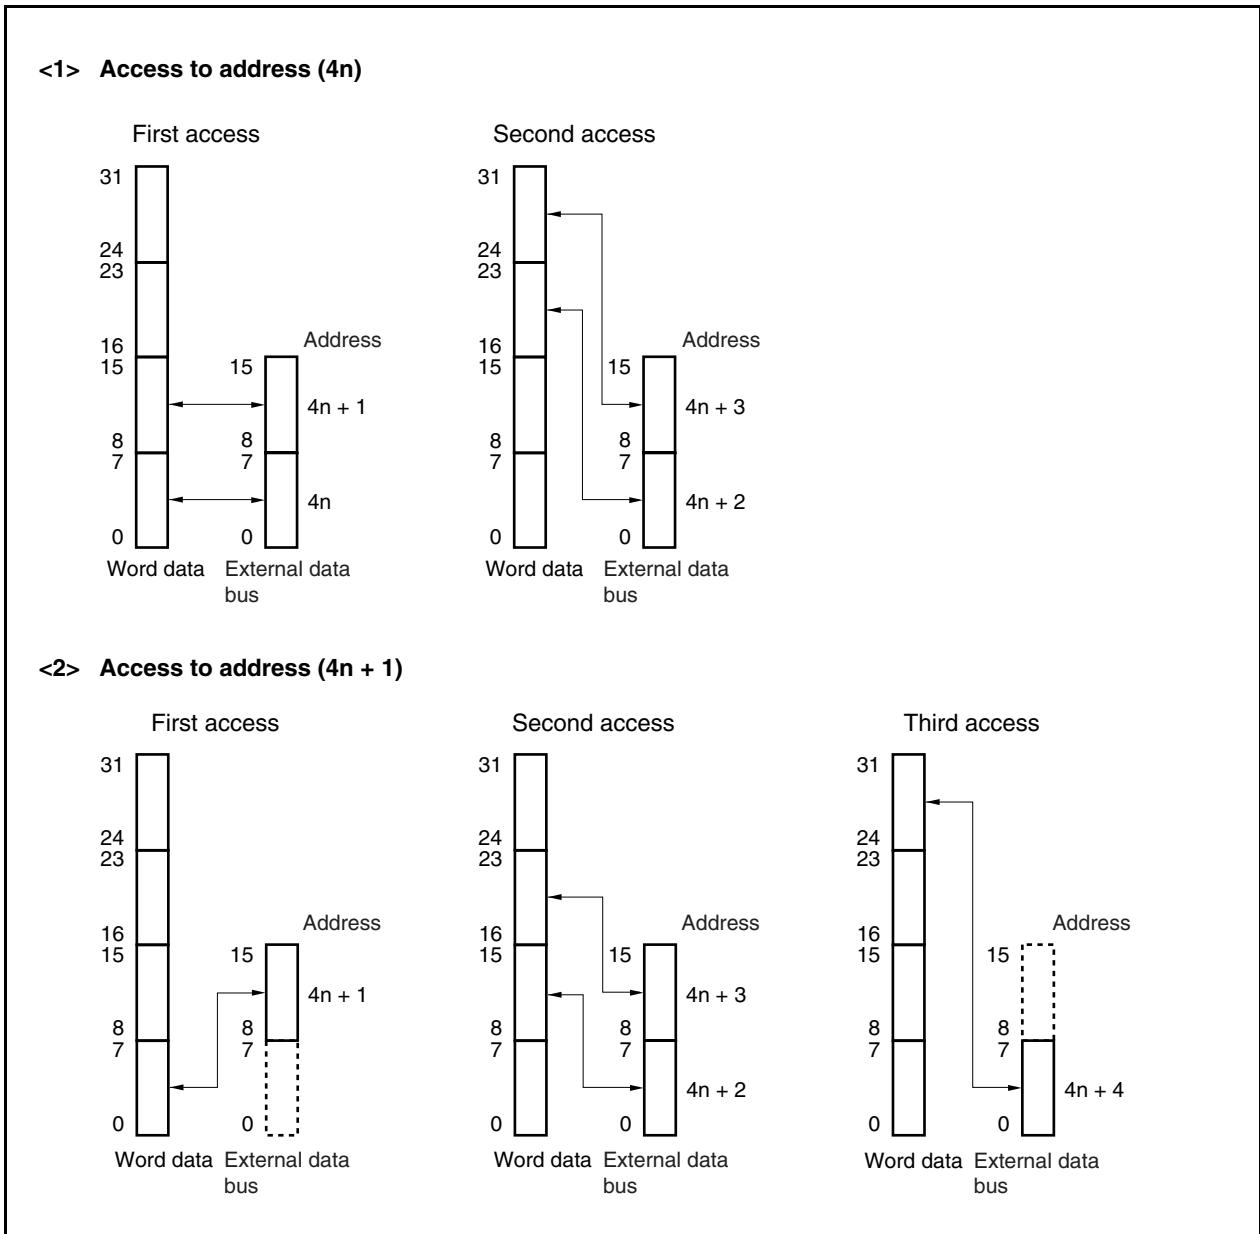 <1> Access to address (4n)
First access
Second access
31
24
23
16
15
8
7
0
Address
15
8
7
0
4n + 1
4n
Word data
External data
bus
31
24
23
16
15
8
7
0
Address
15
8
7
0
4n + 3
4n + 2
Word data
External data
bus
<2> Access to address (4n + 1)
First access
Second access
Third access
31
24
23
16
15
8
7
0
Address
15
8
7
0
4n + 1
Word data
External data
bus
31
24
23
16
15
8
7
0
Address
15
8
7
0
4n + 3
4n + 2
Word data
External data
bus
31
24
23
16
15
8
7
0
Address
15
8
7
0
4n + 4
Word data
External data
bus